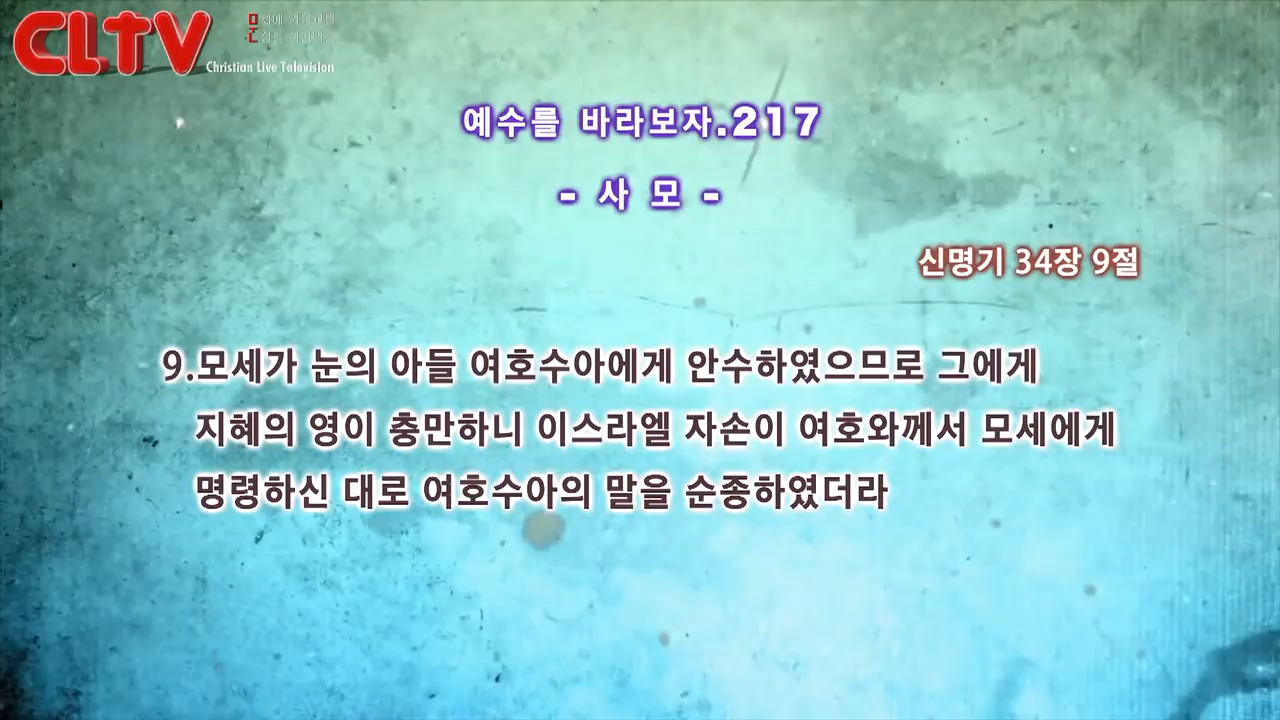 CLTV
Christian Live Television
예수를 바라보자.217
- 사 모 -
신명기 34장 9절
9.모세가 눈의 아들 여호수아에게 안수하였으므로 그에게
지혜의 영이 충만하니 이스라엘 자손이 여호와께서 모세에게
명령하신 대로 여호수아의 말을 순종하였더라